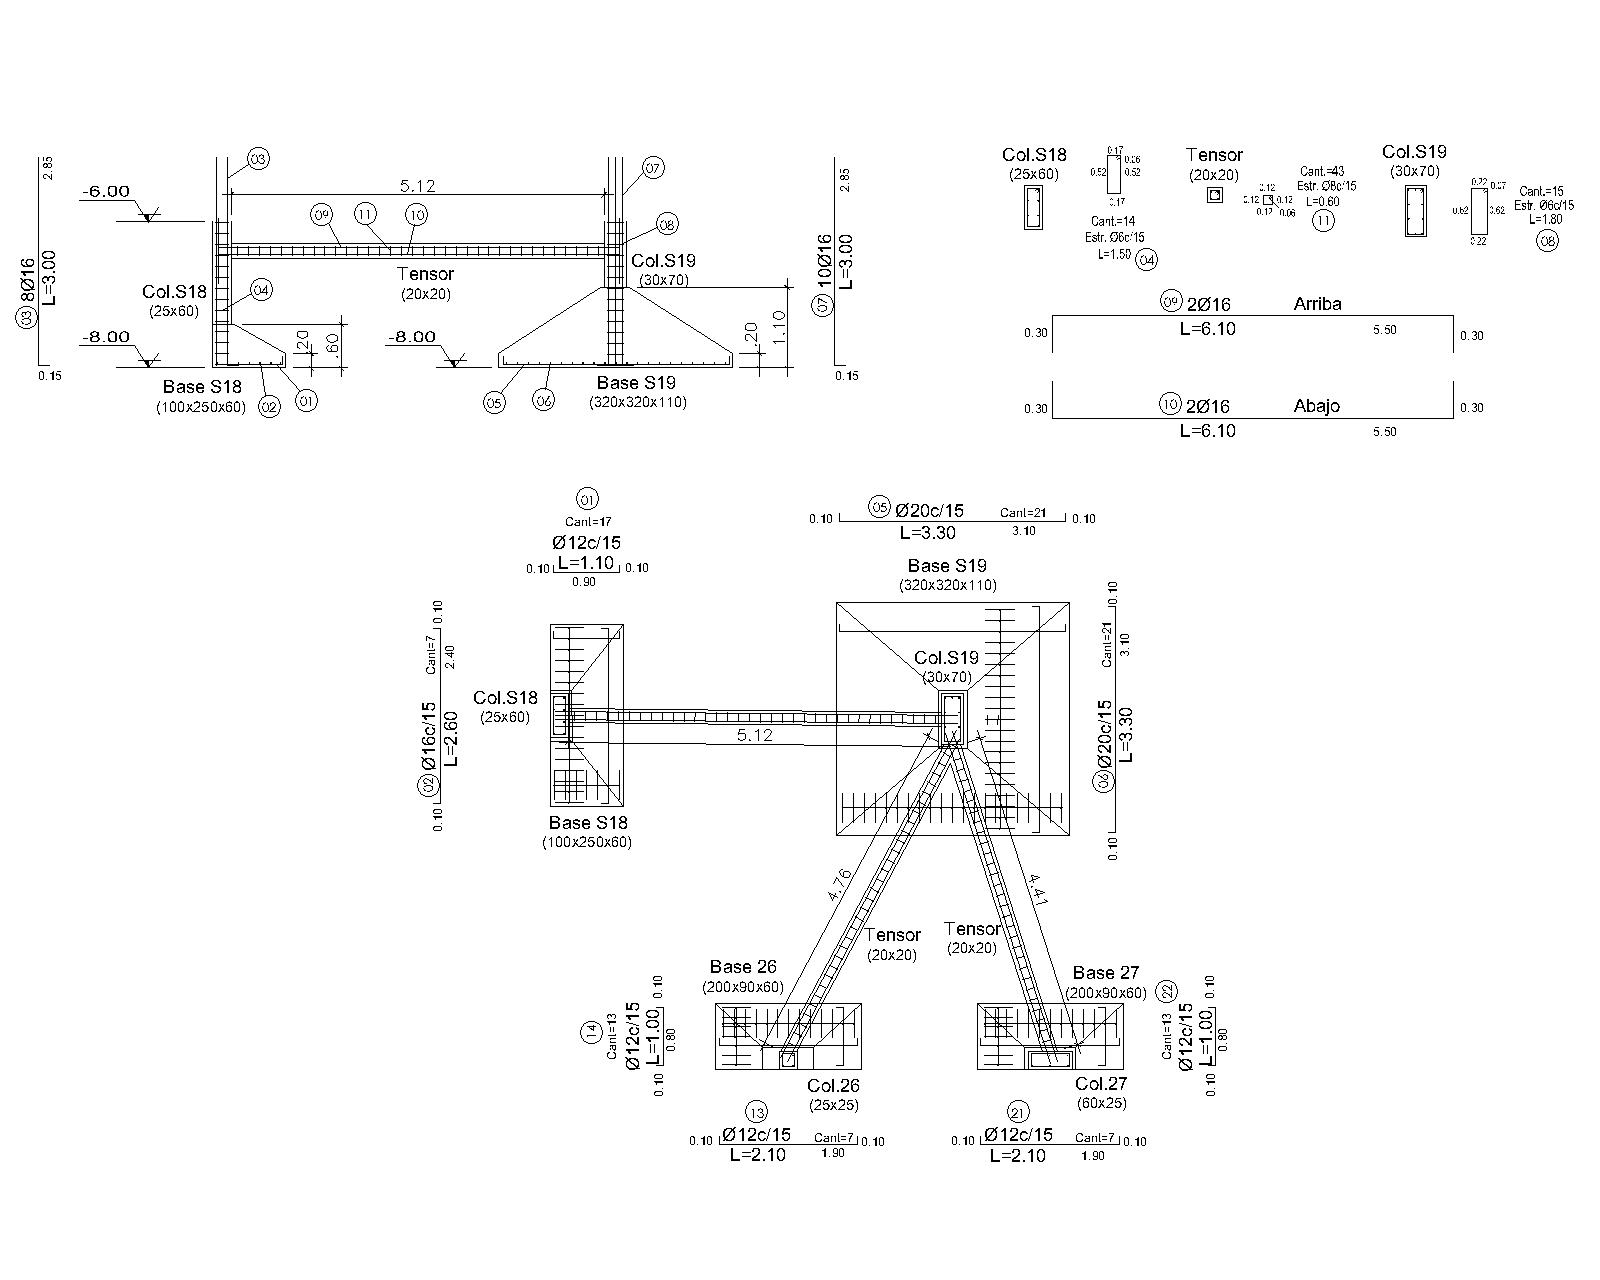 2.85
03 8Ø16
L=3.00
0.15
-6.00
03
5.12
07
09
11
10
08
Tensor
(20x20)
Col.S18
(25x60)
04
Col.S19
(30x70)
-8.00
-8.00
.20
.60
.20
1.10
Base S18
(100x250x60)
02
01
05
06
Base S19
(320x320x110)
2.85
07 10Ø16
L=3.00
0.15
Col.S18
(25x60)
0.17
0.06
0.52
0.52
0.17
Cant.=14
Estr. Ø6c/15
L=1.50
04
Tensor
(20x20)
0.12
0.12
0.12
0.12
0.06
Cant.=43
Estr. Ø8c/15
L=0.60
11
Col.S19
(30x70)
0.22
0.07
0.62
0.62
0.22
Cant.=15
Estr. Ø6c/15
L=1.80
08
09 2Ø16 Arriba
0.30 L=6.10 5.50 0.30
10 2Ø16 Abajo
0.30 0.30
L=6.10 5.50
01
Cant=17
Ø12c/15
L=1.10
0.10 0.10
0.90
05 Ø20c/15 Cant=21
0.10 0.10
L=3.30 3.10
Base S19
(320x320x110)
0.10
Cant=7
2.40
02 Ø16c/15
L=2.60
0.10
Col.S18
(25x60)
Base S18
(100x250x60)
5.12
Col.S19
(30x70)
0.10
Cant=21
3.10
06 Ø20c/15
L=3.30
0.10
4.76
4.41
Tensor
(20x20)
Tensor
(20x20)
Base 26
(200x90x60)
Base 27
(200x90x60)
14
Cant=13
Ø12c/15
L=1.00
0.80
0.10
0.10
22
Cant=13
Ø12c/15
L=1.00
0.80
0.10
0.10
Col.26
(25x25)
Col.27
(60x25)
13
0.10 Ø12c/15 Cant=7 0.10
L=2.10 1.90
21
0.10 Ø12c/15 Cant=7 0.10
L=2.10 1.90